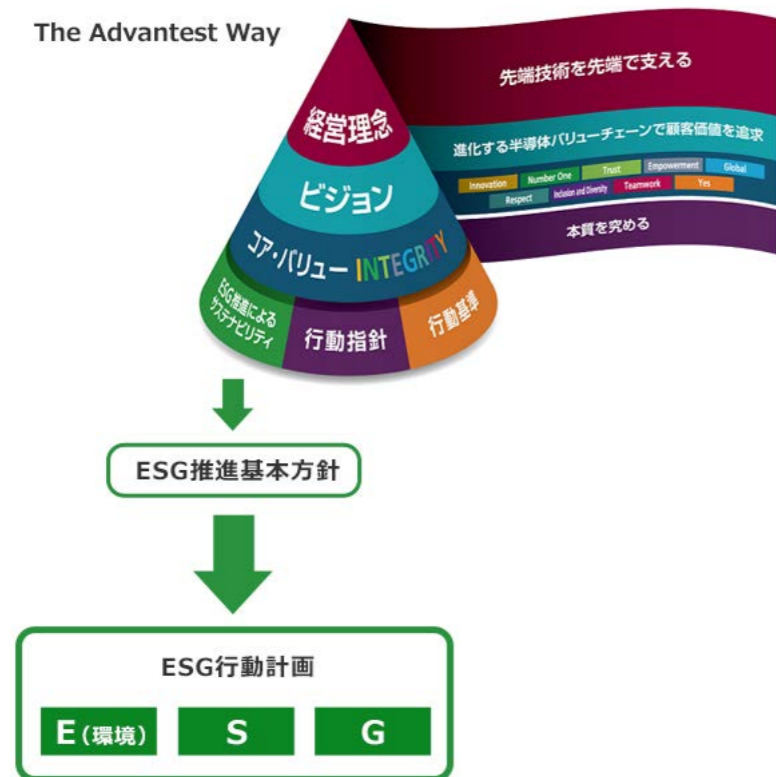 The Advantest Way
経営理念
先端技術を先端で支える
ビジョン
進化する半導体バリューチェーンで顧客価値を追求
コア・バリュー INTEGRITY
Innovation
Number One
Trust
Empowerment
Global
Respect
Inclusion and Diversity
Teamwork
Yes
ESG推進による
サステナビリティ
行動指針
行動基準
本質を究める
ESG推進基本方針
ESG行動計画
E(環境)
S
G